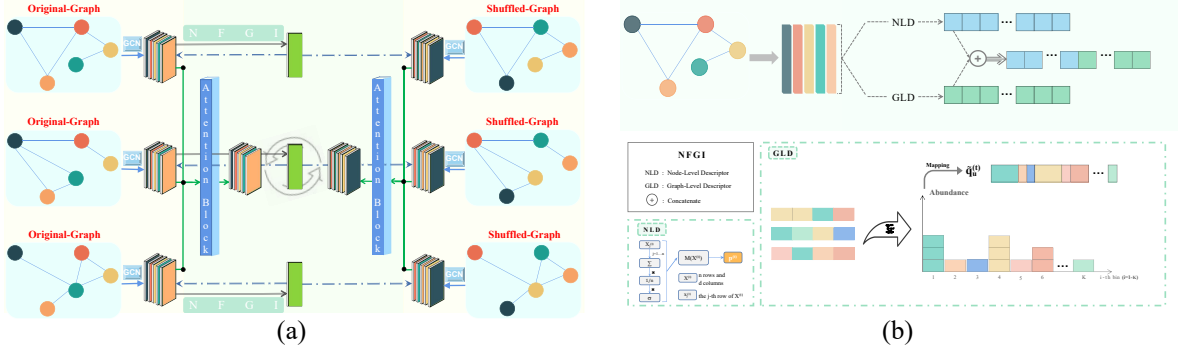 Original-Graph
Shuffled-Graph
GCN
N F G I
GCN
Original-Graph
Shuffled-Graph
GCN
Attention Block
Attention Block
GCN
Original-Graph
Shuffled-Graph
GCN
N F G I
GCN
(a)
NLD
+
GLD
NFGI
NLD : Node-Level Descriptor
GLD : Graph-Level Descriptor
+ : Concatenate
NLD
M(X⁽ᵗ⁾)
X⁽ᵗ⁾
n rows and
d columns
the j-th row of X⁽ᵗ⁾
GLD
Mapping
Abundance
1 2 3 4 5 6 K
(b)